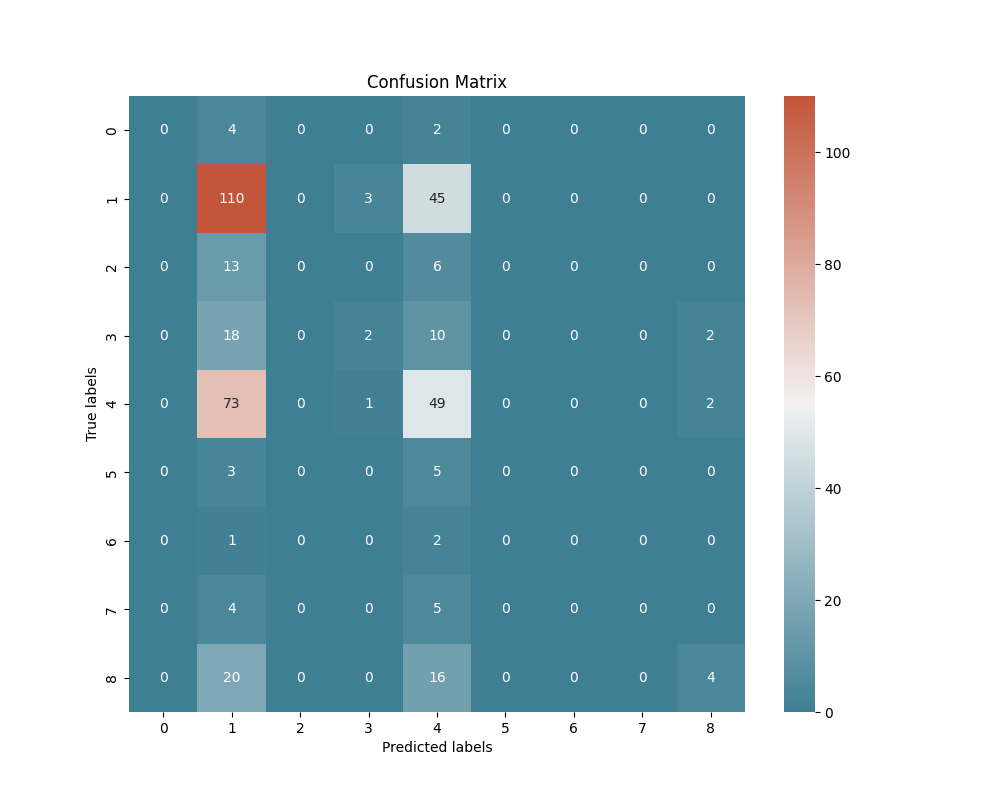 Confusion Matrix
0 0 4 0 0 2 0 0 0 0
1 0 110 0 3 45 0 0 0 0
2 0 13 0 0 6 0 0 0 0
3 0 18 0 2 10 0 0 0 2
4 0 73 0 1 49 0 0 0 2
5 0 3 0 0 5 0 0 0 0
6 0 1 0 0 2 0 0 0 0
7 0 4 0 0 5 0 0 0 0
8 0 20 0 0 16 0 0 0 4
0 1 2 3 4 5 6 7 8
Predicted labels
True labels
100
80
60
40
20
0